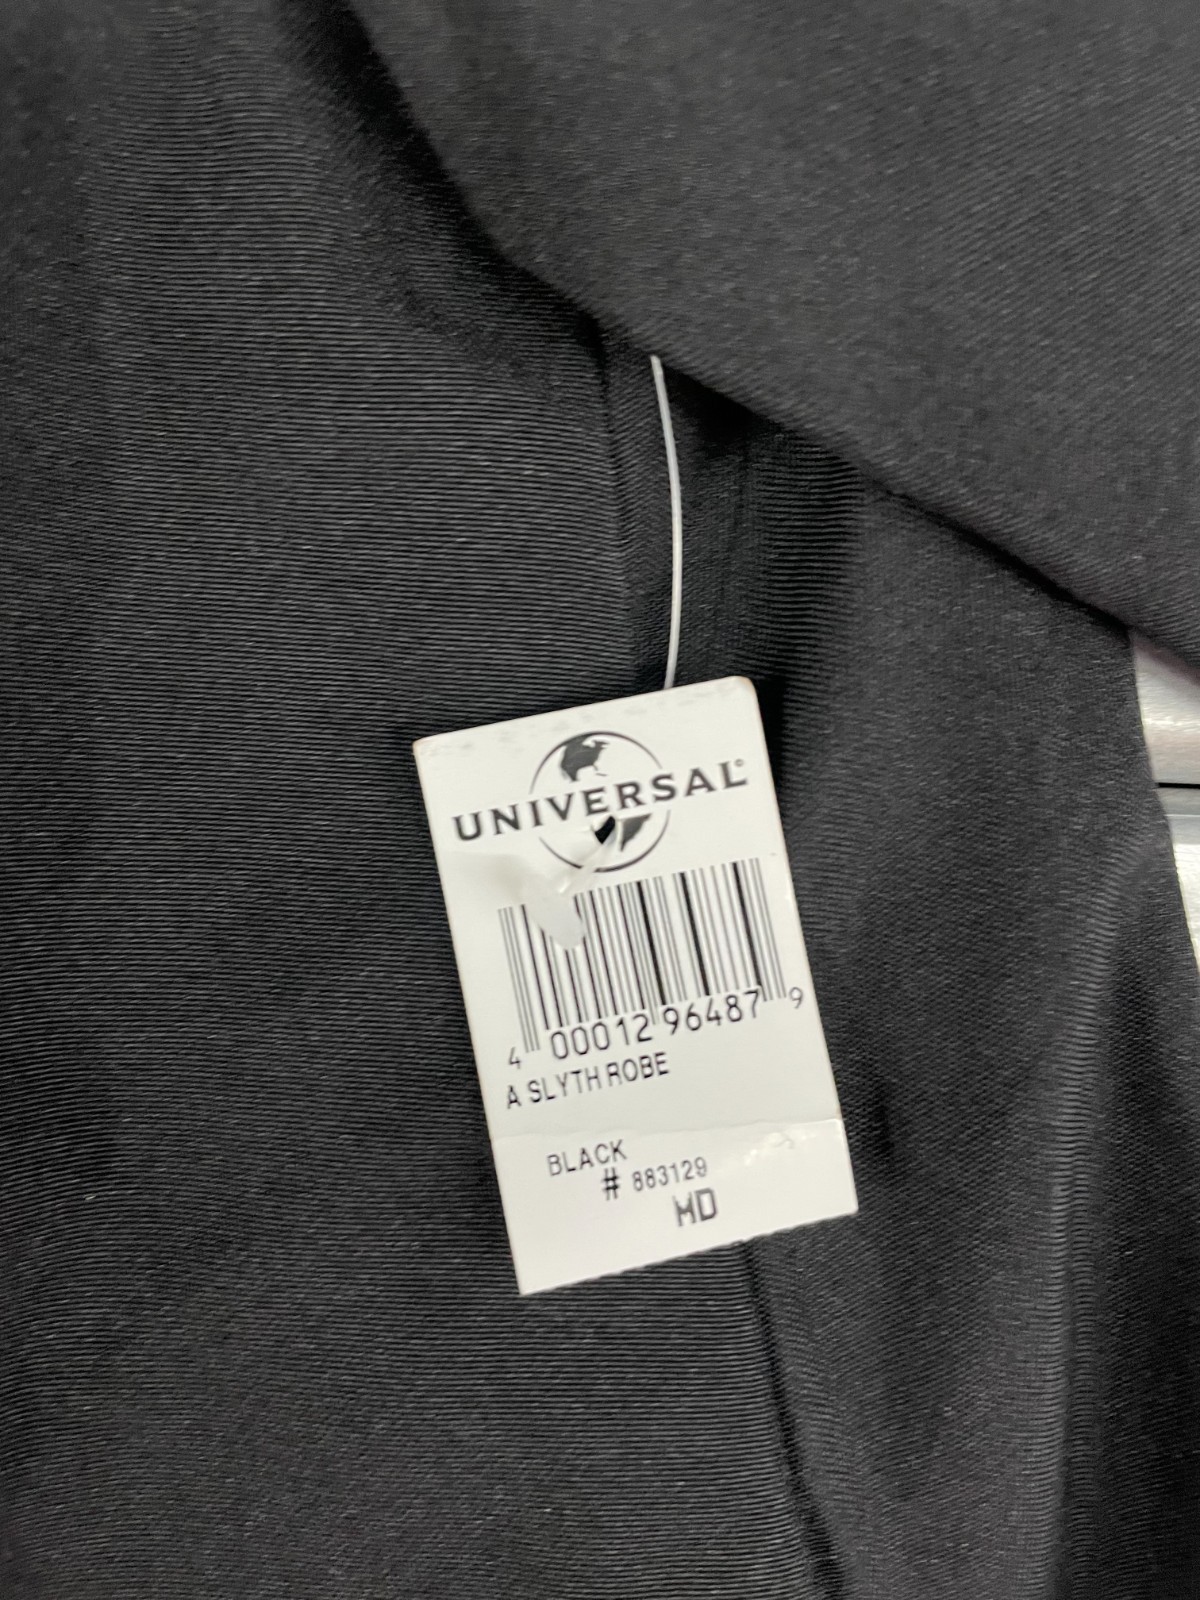 UNIVERSAL®
4 00012 96487 9
A SLYTH ROBE
BLACK
# 883129
MD